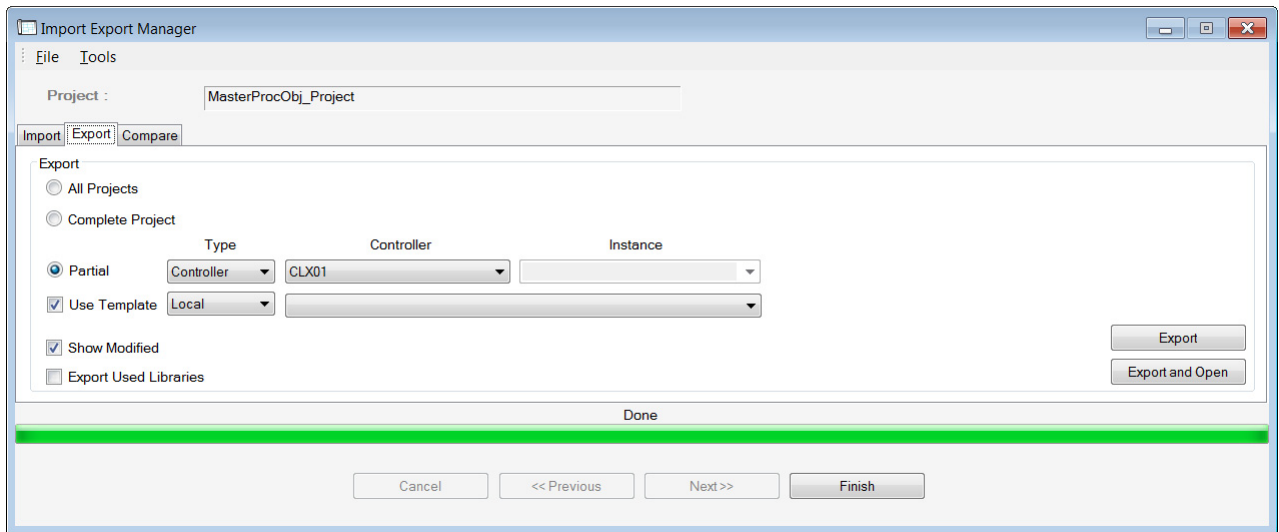 Import Export Manager
File Tools
Project : MasterProcObj_Project
Import Export Compare
Export
All Projects
Complete Project
Type Controller Instance
Partial Controller CLX01
Use Template Local
Show Modified
Export
Export Used Libraries
Export and Open
Done
Cancel << Previous Next>> Finish